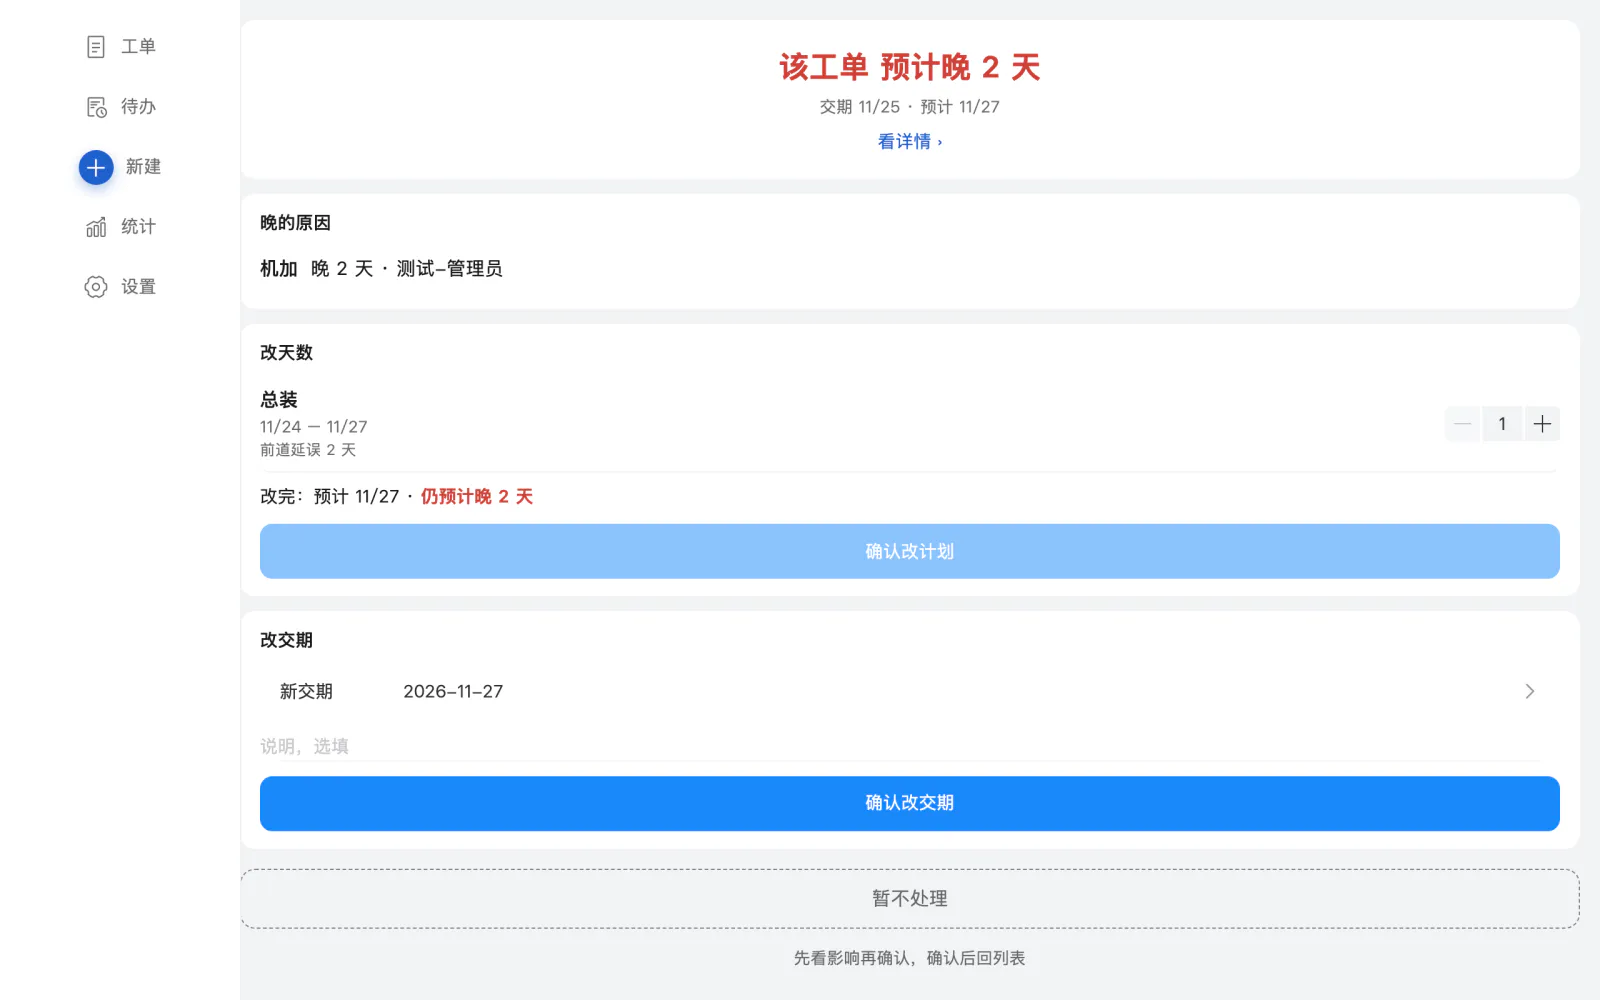 工单
待办
新建
统计
设置
该工单 预计晚 2 天
交期 11/25 · 预计 11/27
看详情 ›
晚的原因
机加 晚 2 天 · 测试-管理员
改天数
总装
11/24 — 11/27
前道延误 2 天
1
改完：预计 11/27 · 仍预计晚 2 天
确认改计划
改交期
新交期 2026-11-27
说明，选填
确认改交期
暂不处理
先看影响再确认，确认后回列表